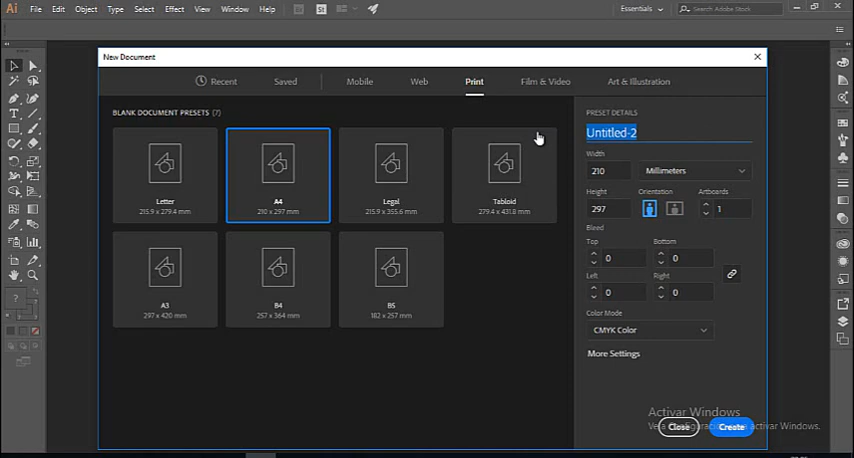 Ai File Edit Object Type Select Effect View Window Help St Essentials Search Adobe Stock
New Document
Recent Saved Mobile Web Print Film & Video Art & Illustration
BLANK DOCUMENT PRESETS (7)
Letter
215.9 x 279.4 mm
A4
210 x 297 mm
Legal
215.9 x 355.6 mm
Tabloid
279.4 x 431.8 mm
A3
297 x 420 mm
B4
257 x 364 mm
B5
182 x 257 mm
PRESET DETAILS
Untitled-2
Width
210 Millimeters
Height Orientation Artboards
297 1
Bleed
Top Bottom
0 0
Left Right
0 0
Color Mode
CMYK Color
More Settings
Activar Windows
activar Windows.
Close Create